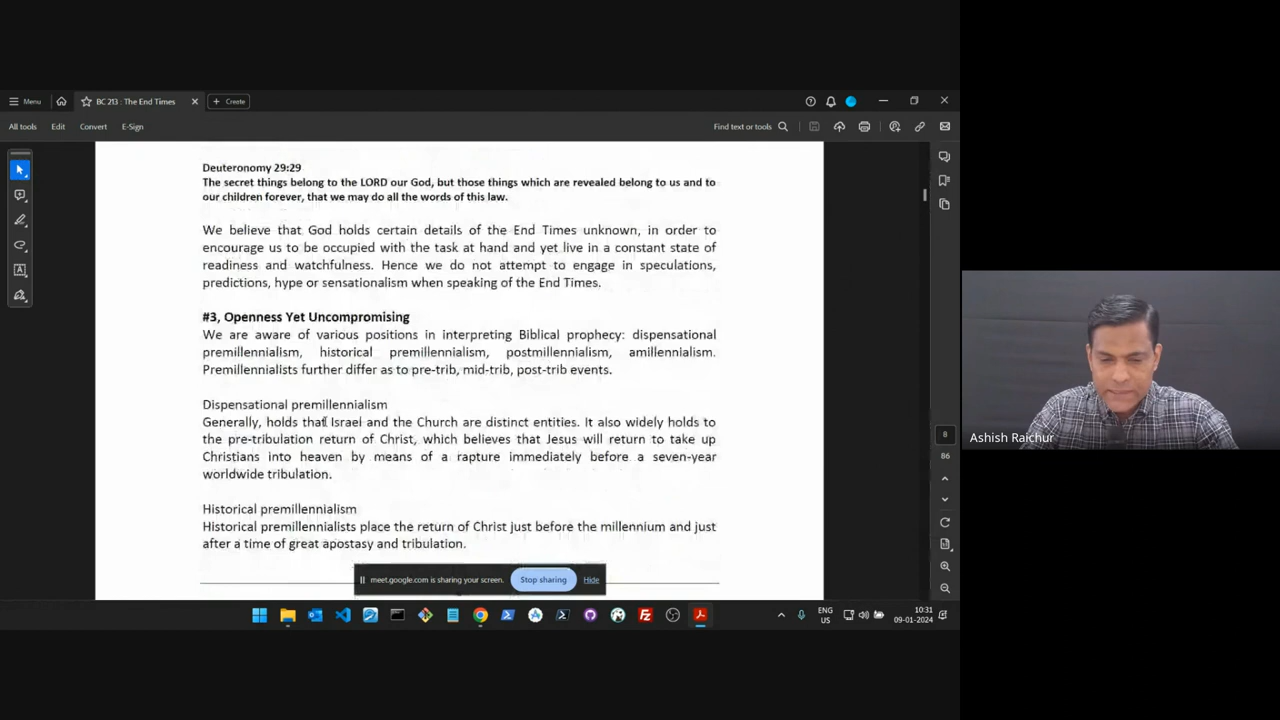 Menu
BC 213 : The End Times
Create
All tools
Edit
Convert
E-Sign
Find text or tools
Deuteronomy 29:29
The secret things belong to the LORD our God, but those things which are revealed belong to us and to
our children forever, that we may do all the words of this law.
We believe that God holds certain details of the End Times unknown, in order to
encourage us to be occupied with the task at hand and yet live in a constant state of
readiness and watchfulness. Hence we do not attempt to engage in speculations,
predictions, hype or sensationalism when speaking of the End Times.
#3, Openness Yet Uncompromising
We are aware of various positions in interpreting Biblical prophecy: dispensational
premillennialism, historical premillennialism, postmillennialism, amillennialism.
Premillennialists further differ as to pre-trib, mid-trib, post-trib events.
Dispensational premillennialism
Generally, holds that Israel and the Church are distinct entities. It also widely holds to
the pre-tribulation return of Christ, which believes that Jesus will return to take up
Christians into heaven by means of a rapture immediately before a seven-year
worldwide tribulation.
Historical premillennialism
Historical premillennialists place the return of Christ just before the millennium and just
after a time of great apostasy and tribulation.
8
86
meet.google.com is sharing your screen.
Stop sharing
Hide
ENG
US
10:31
09-01-2024
Ashish Raichur